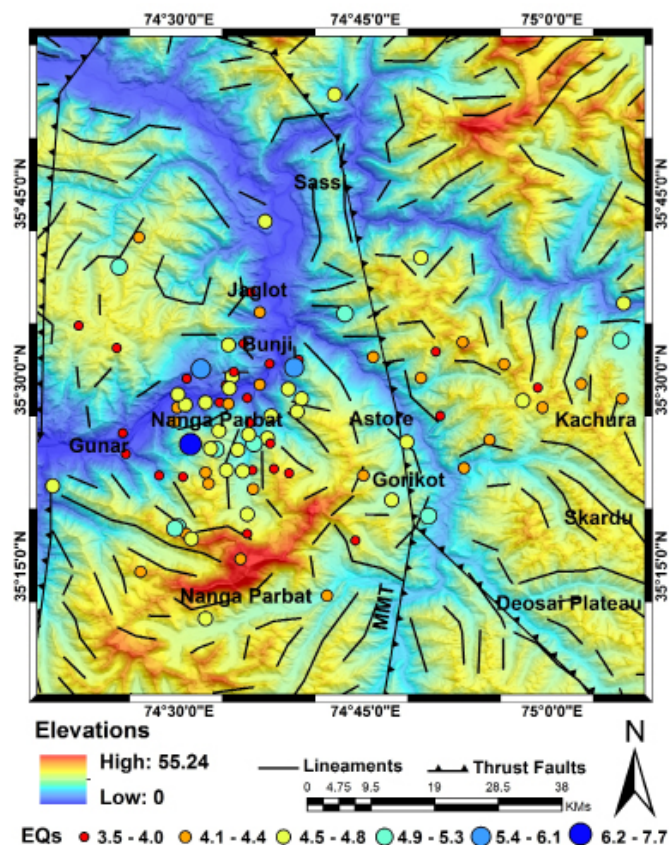 74°30'0"E 74°45'0"E 75°0'0"E
35°45'0"N 35°45'0"N
Sass
Jaglot
Bunji
35°30'0"N 35°30'0"N
Nanga Parbat Astore Kachura
Gunar
Gorikot
Skardu
35°15'0"N 35°15'0"N
Nanga Parbat MMT Deosai Plateau
74°30'0"E 74°45'0"E 75°0'0"E
Elevations
High: 55.24
Low: 0
Lineaments Thrust Faults
0 4.75 9.5 19 28.5 38
KMs
N
EQs 3.5 - 4.0 4.1 - 4.4 4.5 - 4.8 4.9 - 5.3 5.4 - 6.1 6.2 - 7.7